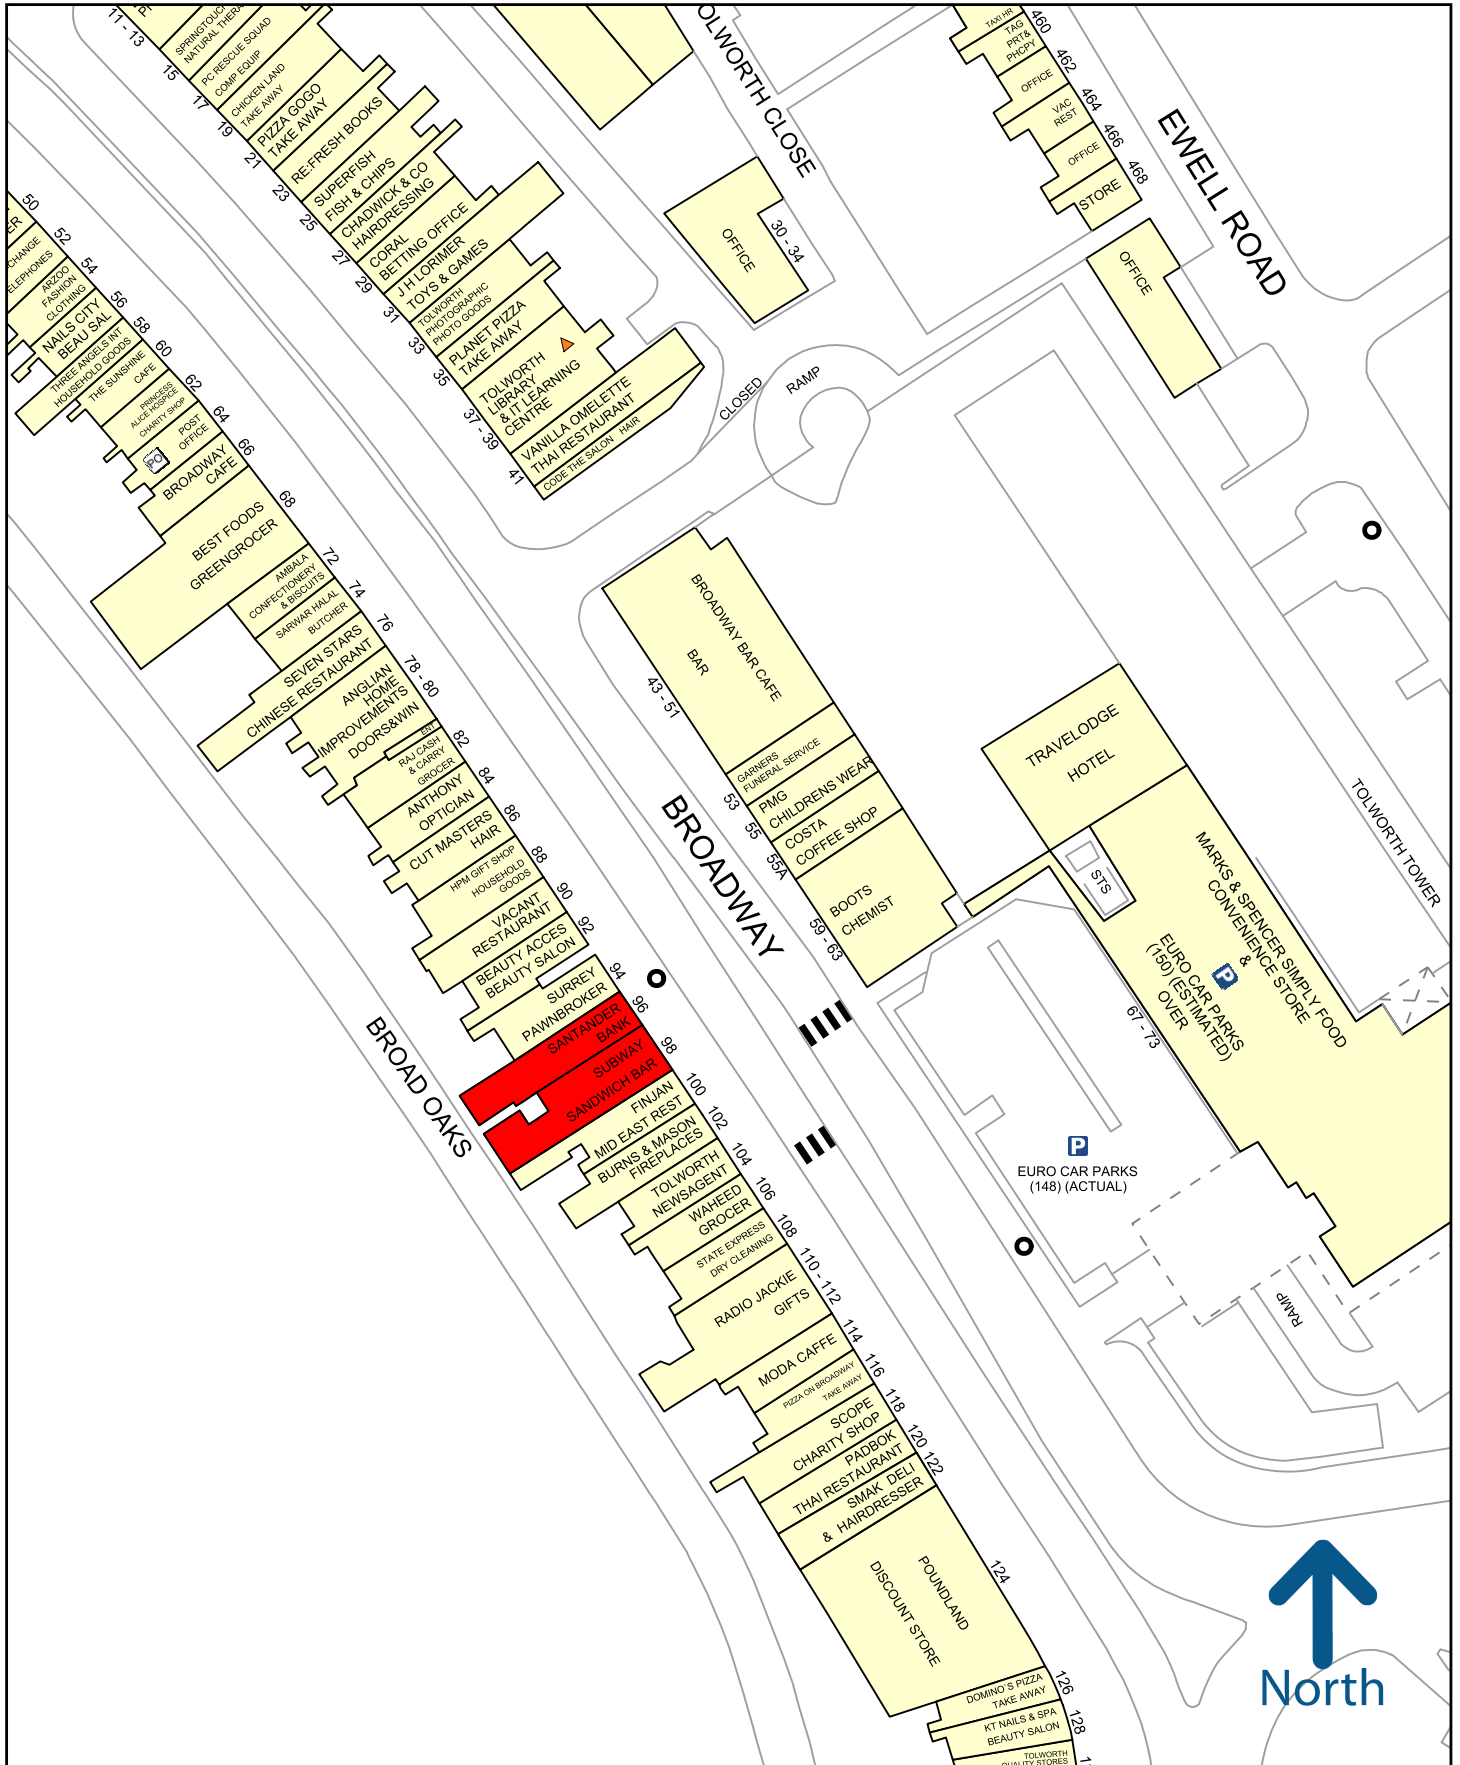 11 - 13
SPRINGTOUCH
NATURAL THERA
15
PC RESCUE SQUAD
COMP EQUIP
17
CHICKEN LAND
TAKE AWAY
19
PIZZA GOGO
TAKE AWAY
21
RE:FRESH BOOKS
23
SUPERFISH
FISH & CHIPS
25
CHADWICK & CO
HAIRDRESSING
27
CORAL
BETTING OFFICE
29
J H LORIMER
TOYS & GAMES
31
TOLWORTH
PHOTOGRAPHIC
PHOTO GOODS
33
PLANET PIZZA
TAKE AWAY
35
TOLWORTH
LIBRARY
& IT LEARNING
CENTRE
37 - 39
VANILLA OMELETTE
THAI RESTAURANT
41
CODE THE SALON HAIR
OLWORTH CLOSE
OFFICE
30 - 34
TAXI HR
460
TAG
PRT&
PHCPY
462
OFFICE
464
VAC
REST
466
OFFICE
468
STORE
OFFICE
EWELL ROAD
CLOSED
RAMP
50
ER
52
CHANGE
ELEPHONES
54
ARZOO
FASHION
CLOTHING
56
NAILS CITY
BEAU SAL
58
THREE ANGELS INT
HOUSEHOLD GOODS
60
THE SUNSHINE
CAFE
62
PRINCESS
ALICE HOSPICE
CHARITY SHOP
64
POST
OFFICE
PO
66
BROADWAY
CAFE
68
BEST FOODS
GREENGROCER
72
AMBALA
CONFECTIONERY
& BISCUITS
74
SARWAR HALAL
BUTCHER
76
SEVEN STARS
CHINESE RESTAURANT
78 - 80
ANGLIAN
HOME
IMPROVEMENTS
DOORS&WIN
ENT
82
RAJ CASH
& CARRY
GROCER
84
ANTHONY
OPTICIAN
86
CUT MASTERS
HAIR
88
HPM GIFT SHOP
HOUSEHOLD
GOODS
90
VACANT
RESTAURANT
92
BEAUTY ACCES
BEAUTY SALON
94
SURREY
PAWNBROKER
96
SANTANDER
BANK
98
SUBWAY
SANDWICH BAR
100
FINJAN
MID EAST REST
102
BURNS & MASON
FIREPLACES
104
TOLWORTH
NEWSAGENT
106
WAHEED
GROCER
108
STATE EXPRESS
DRY CLEANING
110 - 112
RADIO JACKIE
GIFTS
114
MODA CAFFE
116
PIZZA ON BROADWAY
TAKE AWAY
118
SCOPE
CHARITY SHOP
120
PADBOK
THAI RESTAURANT
122
SMAK DELI
& HAIRDRESSER
124
POUNDLAND
DISCOUNT STORE
126
DOMINO'S PIZZA
TAKE AWAY
128
KT NAILS & SPA
BEAUTY SALON
TOLWORTH
QUALITY STORES
BROAD OAKS
BROADWAY
BROADWAY BAR CAFE
BAR
43 - 51
GARNERS
FUNERAL SERVICE
53
PMG
CHILDRENS WEAR
55
COSTA
COFFEE SHOP
55A
BOOTS
CHEMIST
59 - 63
TRAVELODGE
HOTEL
STS
MARKS & SPENCER SIMPLY FOOD
&
CONVENIENCE STORE
P
EURO CAR PARKS
(150) (ESTIMATED)
OVER
67 - 73
TOLWORTH TOWER
P
EURO CAR PARKS
(148) (ACTUAL)
RAMP
North